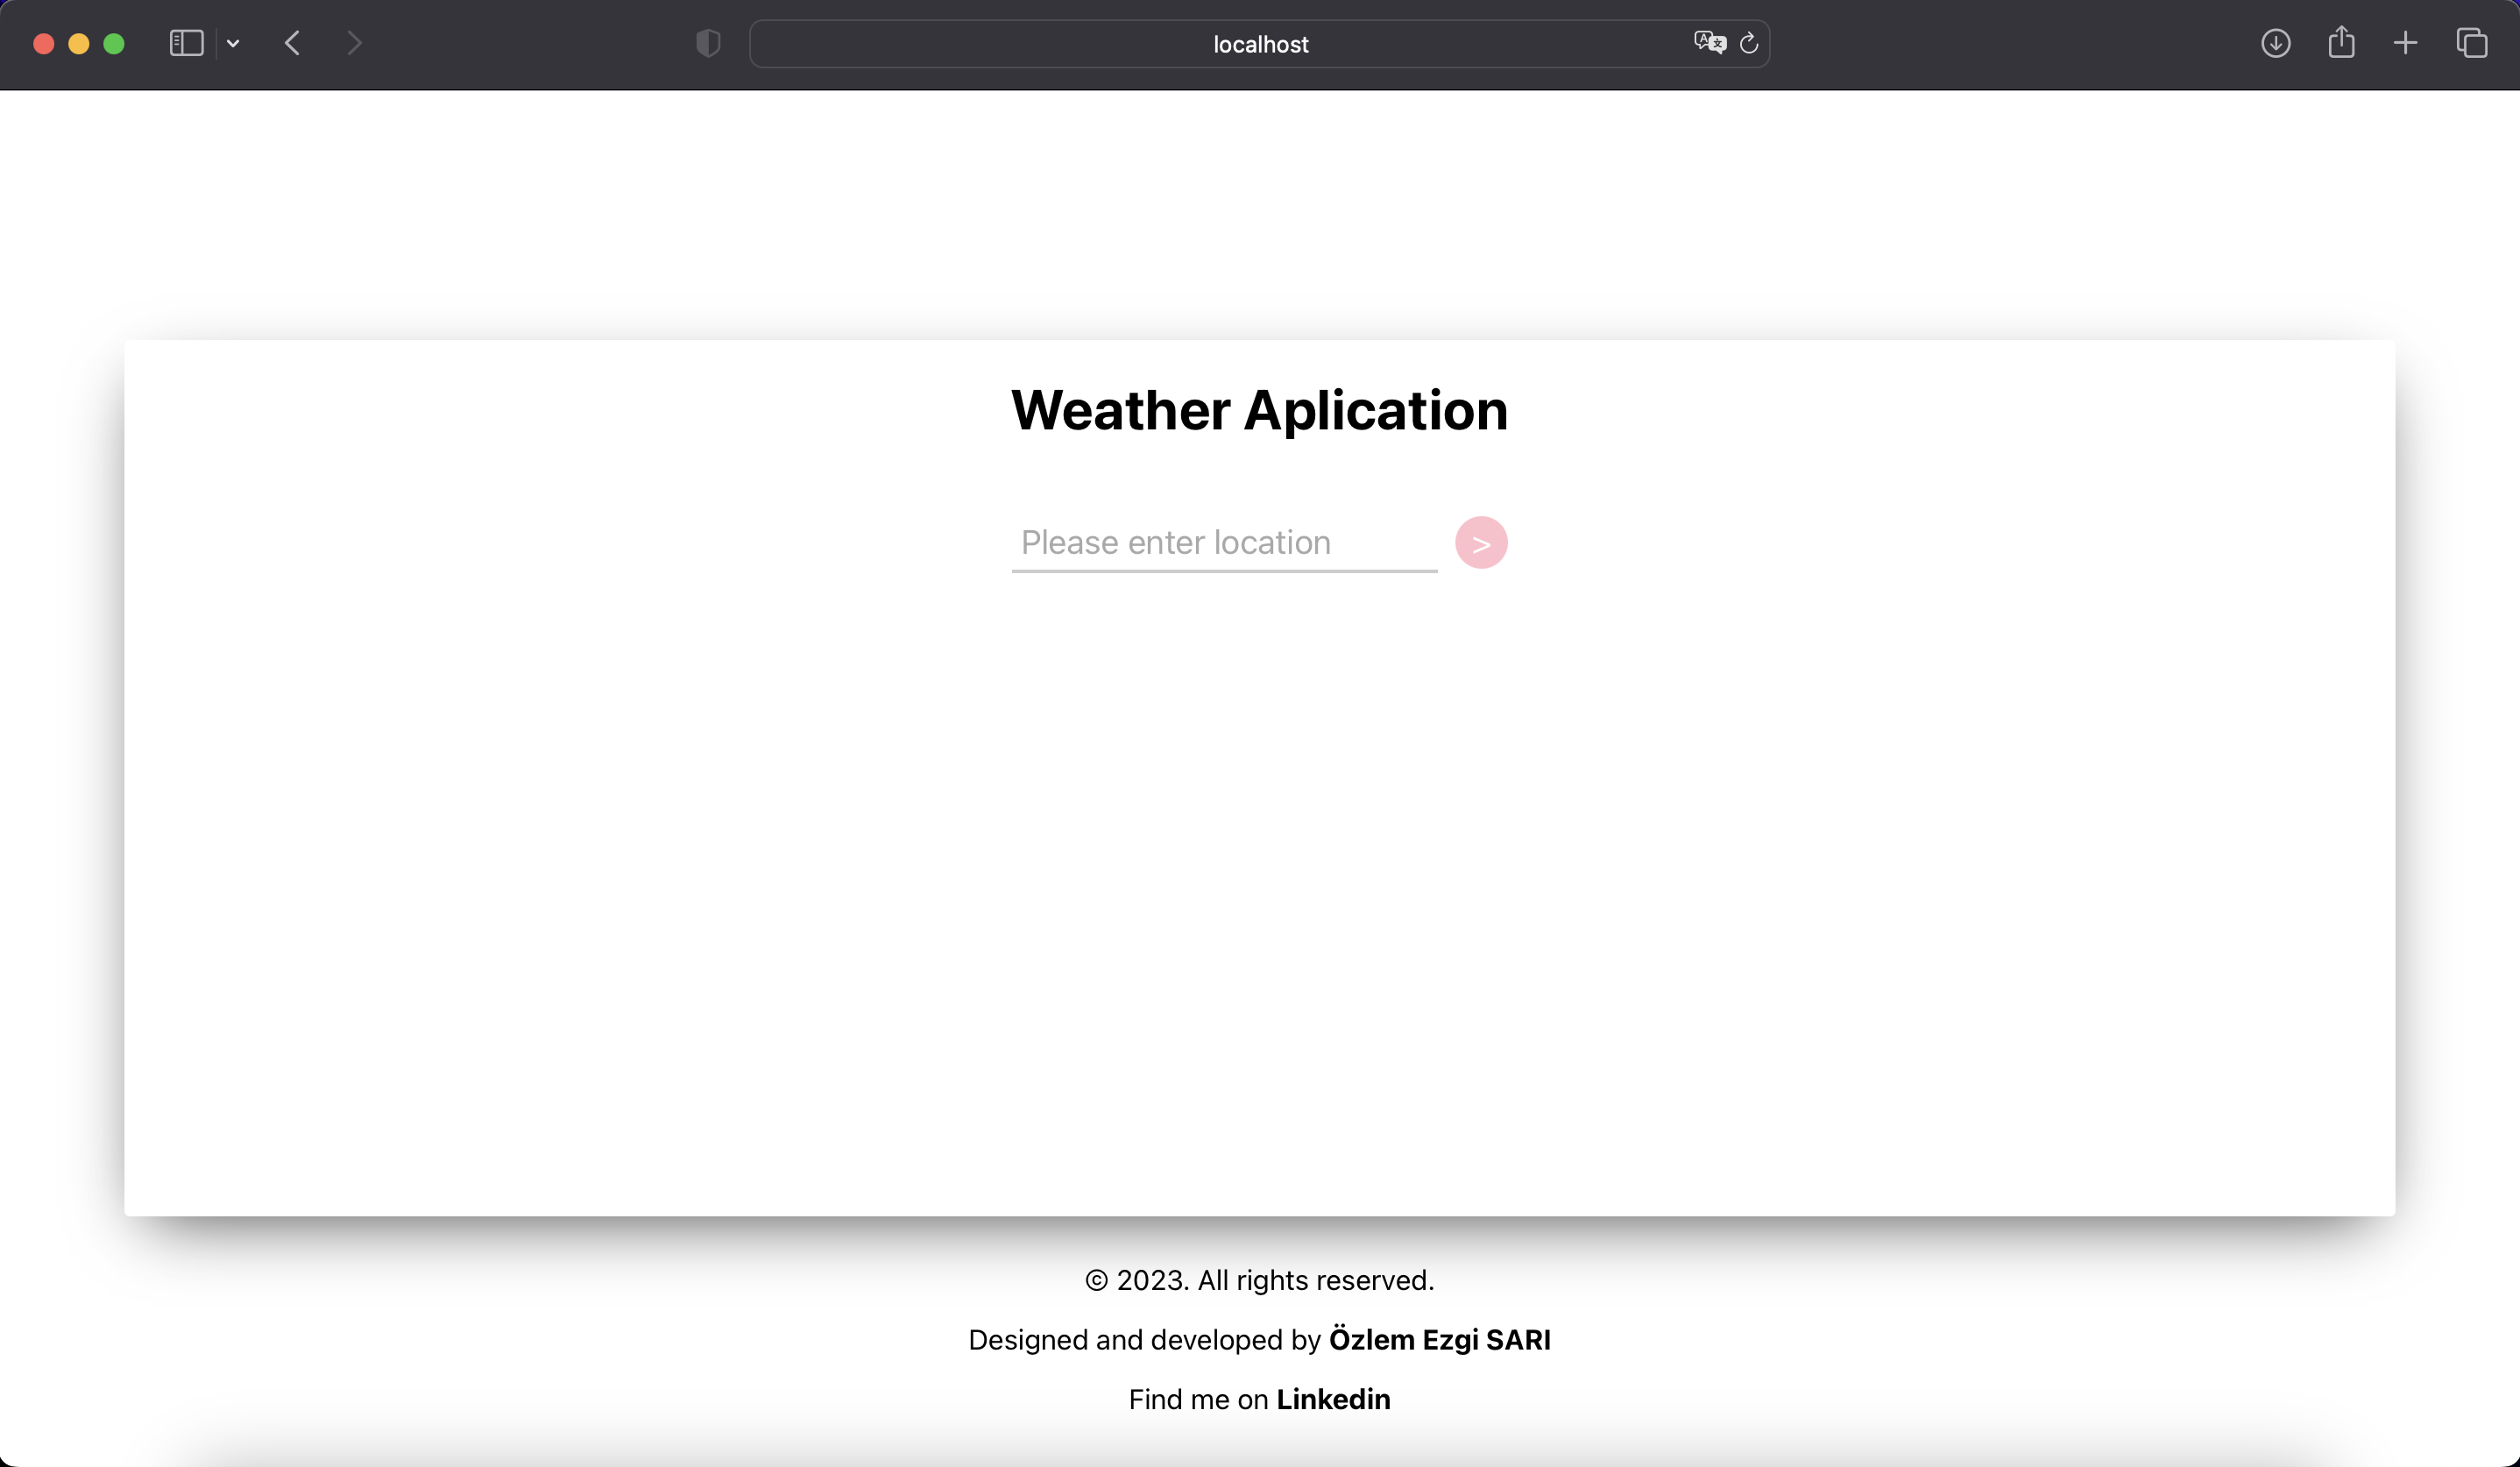 localhost
Weather Aplication
Please enter location
>
© 2023. All rights reserved.
Designed and developed by Özlem Ezgi SARI
Find me on Linkedin